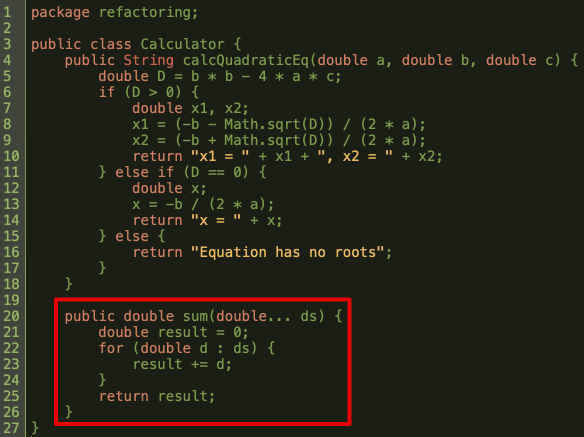 1 package refactoring;
2
3 public class Calculator {
4     public String calcQuadraticEq(double a, double b, double c) {
5         double D = b * b - 4 * a * c;
6         if (D > 0) {
7             double x1, x2;
8             x1 = (-b - Math.sqrt(D)) / (2 * a);
9             x2 = (-b + Math.sqrt(D)) / (2 * a);
10             return "x1 = " + x1 + ", x2 = " + x2;
11         } else if (D == 0) {
12             double x;
13             x = -b / (2 * a);
14             return "x = " + x;
15         } else {
16             return "Equation has no roots";
17         }
18     }
19
20     public double sum(double... ds) {
21         double result = 0;
22         for (double d : ds) {
23             result += d;
24         }
25         return result;
26     }
27 }